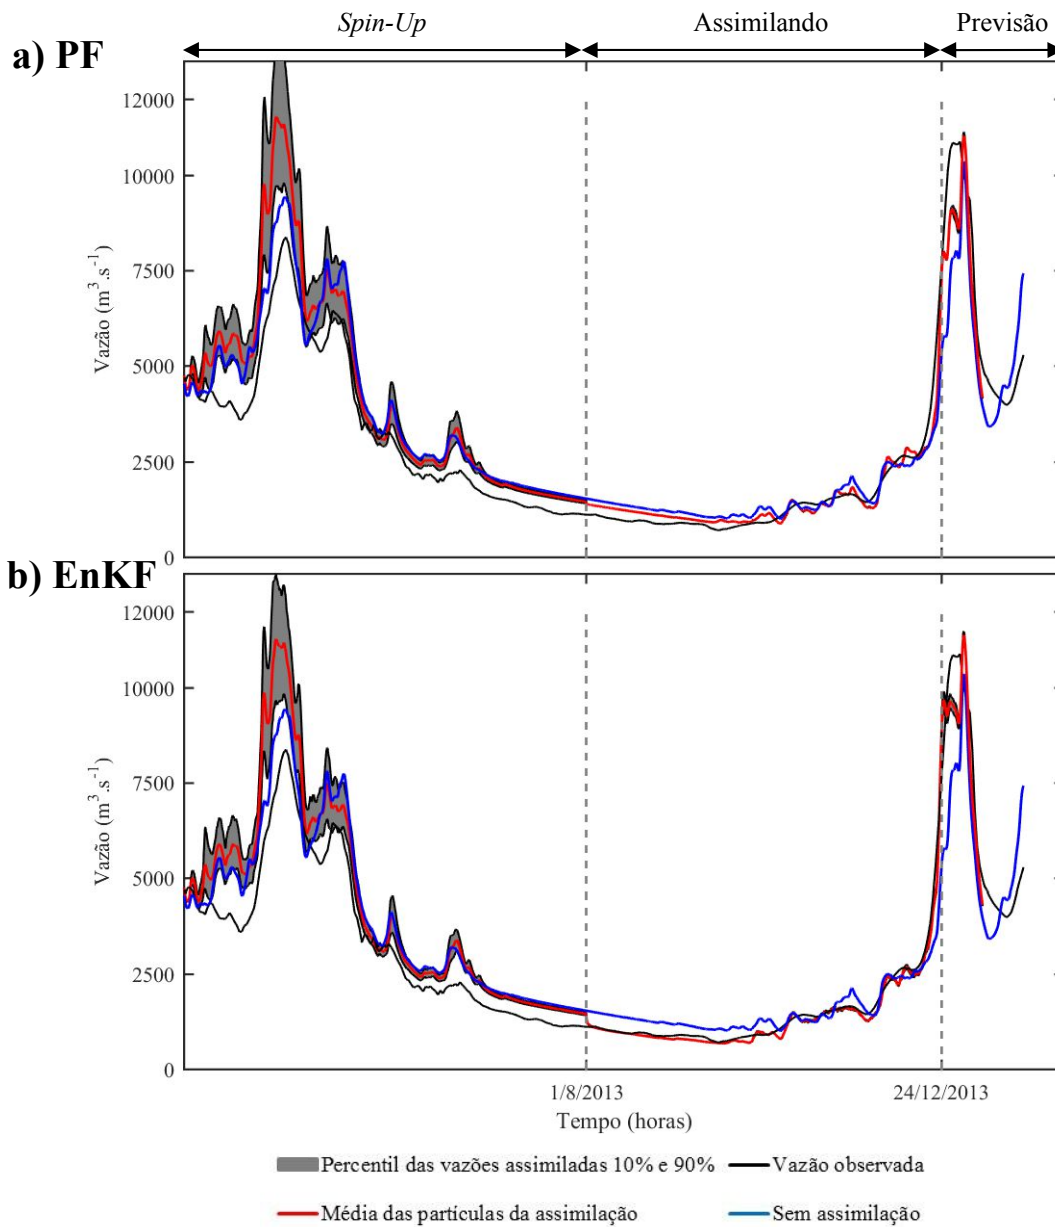 Spin-Up Assimilando Previsão
a) PF
12000
10000
7500
5000
2500
0
Vazão (m³.s⁻¹)
b) EnKF
12000
10000
7500
5000
2500
0
Vazão (m³.s⁻¹)
1/8/2013 24/12/2013
Tempo (horas)
Percentil das vazões assimiladas 10% e 90% Vazão observada
Média das partículas da assimilação Sem assimilação